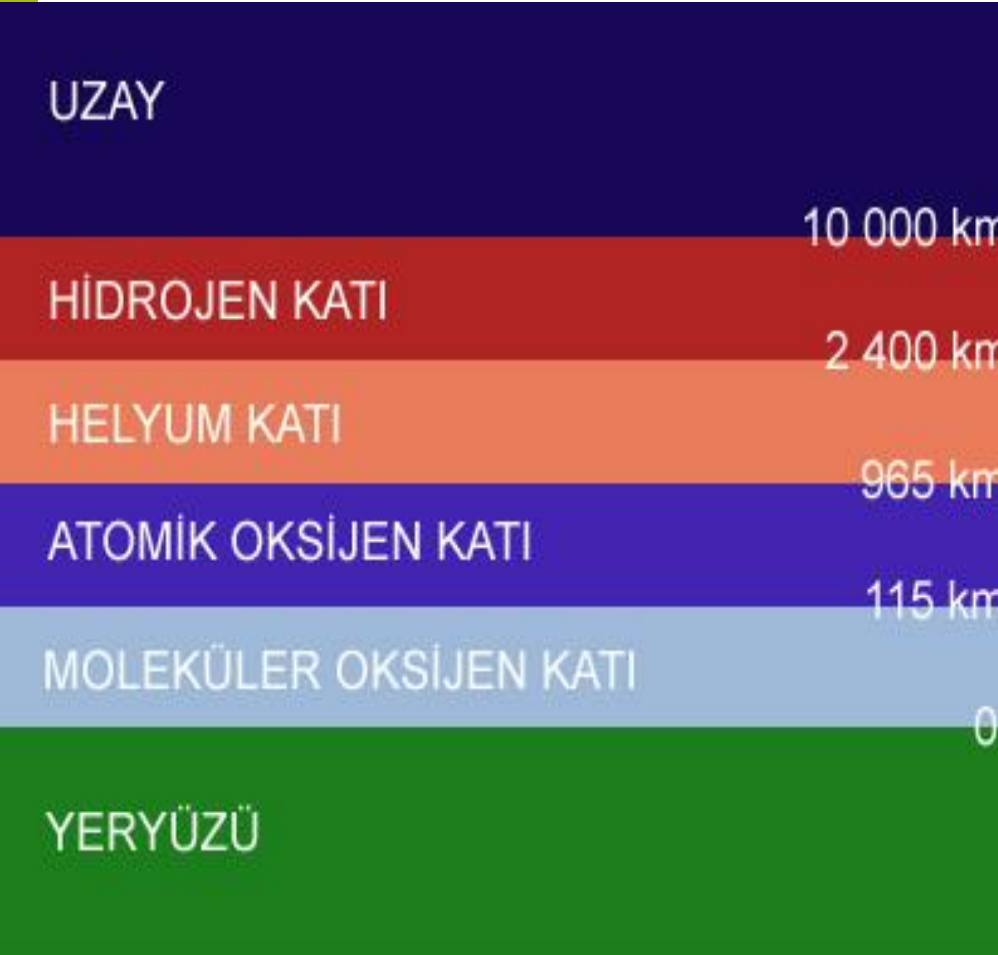 UZAY
10 000 km
HİDROJEN KATI
2 400 km
HELYUM KATI
965 km
ATOMİK OKSİJEN KATI
115 km
MOLEKÜLER OKSİJEN KATI
0
YERYÜZÜ